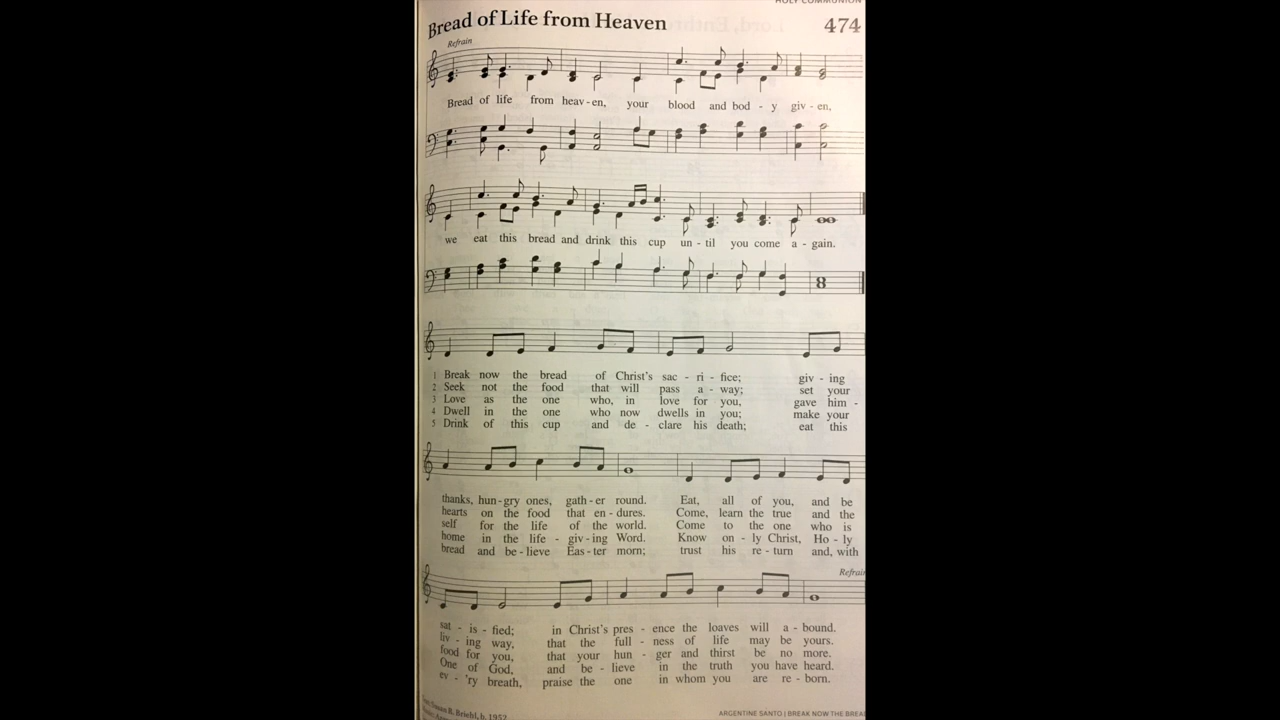 HOLY COMMUNION
Bread of Life from Heaven 474
Refrain
Bread of life from heav - en, your blood and bod - y giv - en,
we eat this bread and drink this cup un - til you come a - gain.
1 Break now the bread of Christ's sac - ri - fice; giv - ing
2 Seek not the food that will pass a - way; set your
3 Love as the one who, in love for you, gave him -
4 Dwell in the one who now dwells in you; make your
5 Drink of this cup and de - clare his death; eat this
thanks, hun - gry ones, gath - er round. Eat, all of you, and be
hearts on the food that en - dures. Come, learn the true and the
self for the life of the world. Come to the one who is
home in the life - giv - ing Word. Know on - ly Christ, Ho - ly
bread and be - lieve Eas - ter morn; trust his re - turn and, with
Refrain
sat - is - fied; in Christ's pres - ence the loaves will a - bound.
liv - ing way, that the full - ness of life may be yours.
food for you, that your hun - ger and thirst be no more.
One of God, and be - lieve in the truth you have heard.
ev - 'ry breath, praise the one in whom you are re - born.
Susan R. Briehl, b. 1952
ARGENTINE SANTO | BREAK NOW THE BREA